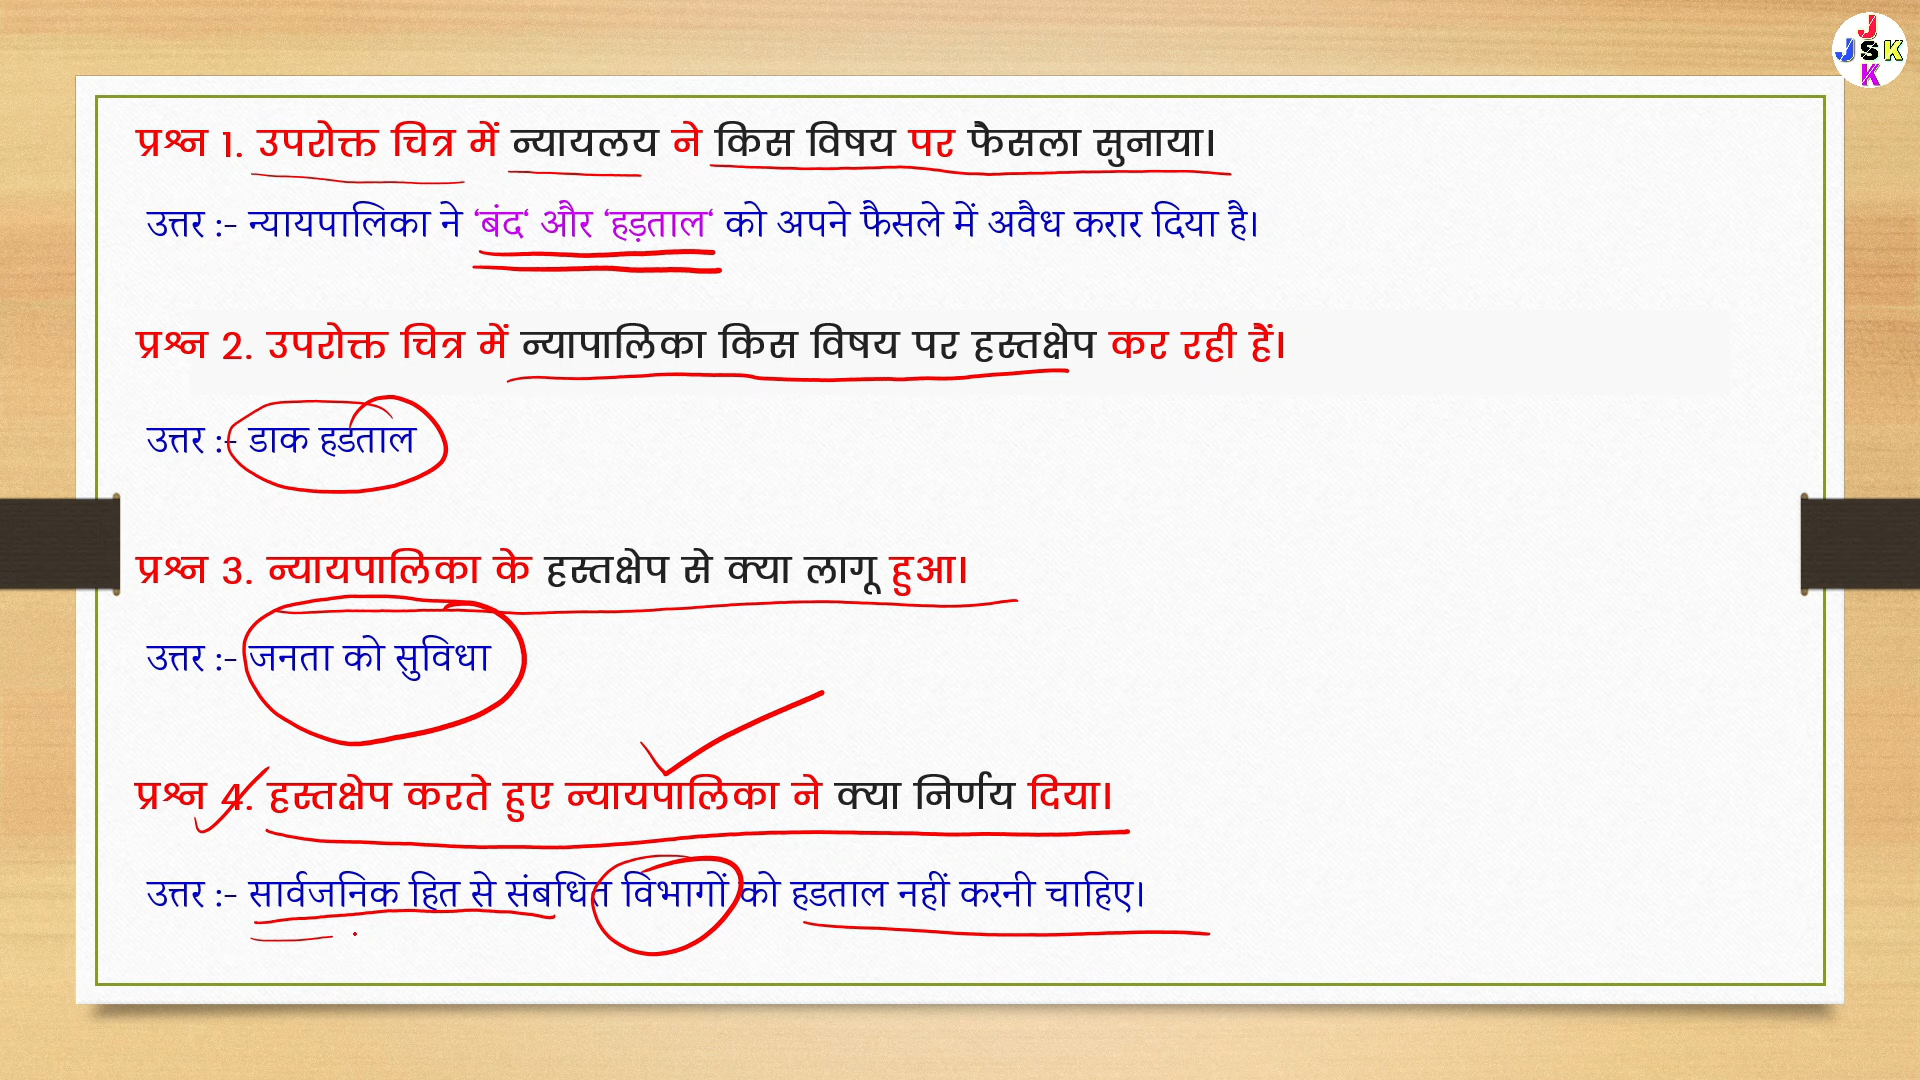 J
J S K
K
प्रश्न 1. उपरोक्त चित्र में न्यायलय ने किस विषय पर फैसला सुनाया।
उत्तर :- न्यायपालिका ने ‘बंद‘ और ‘हड़ताल‘ को अपने फैसले में अवैध करार दिया है।
प्रश्न 2. उपरोक्त चित्र में न्यापालिका किस विषय पर हस्तक्षेप कर रही हैं।
उत्तर :- डाक हडताल
प्रश्न 3. न्यायपालिका के हस्तक्षेप से क्या लागू हुआ।
उत्तर :- जनता को सुविधा
प्रश्न 4. हस्तक्षेप करते हुए न्यायपालिका ने क्या निर्णय दिया।
उत्तर :- सार्वजनिक हित से संबधित विभागों को हडताल नहीं करनी चाहिए।